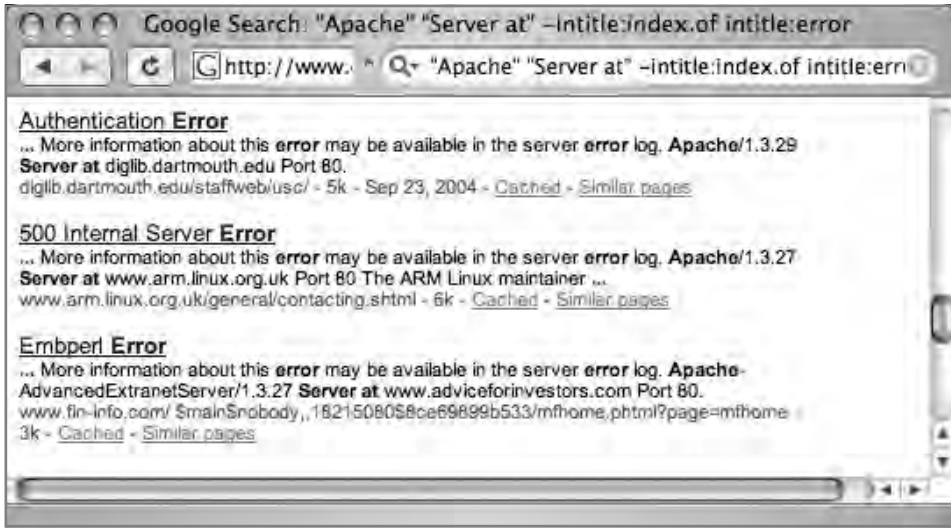 Google Search: "Apache" "Server at" –intitle:index.of intitle:error
G http://www. "Apache" "Server at" –intitle:index.of intitle:err
Authentication Error
... More information about this error may be available in the server error log. Apache/1.3.29
Server at diglib.dartmouth.edu Port 80.
diglib.dartmouth.edu/staffweb/usc/ - 5k - Sep 23, 2004 - Cached - Similar pages
500 Internal Server Error
... More information about this error may be available in the server error log. Apache/1.3.27
Server at www.arm.linux.org.uk Port 80 The ARM Linux maintainer ...
www.arm.linux.org.uk/general/contacting.shtml - 6k - Cached - Similar pages
Embperl Error
... More information about this error may be available in the server error log. Apache-
AdvancedExtranetServer/1.3.27 Server at www.adviceforinvestors.com Port 80.
www.fin-info.com/ $main$nobody,,18215080$8ce69899b533/mfhome.phtml?page=mfhome
3k - Cached - Similar pages